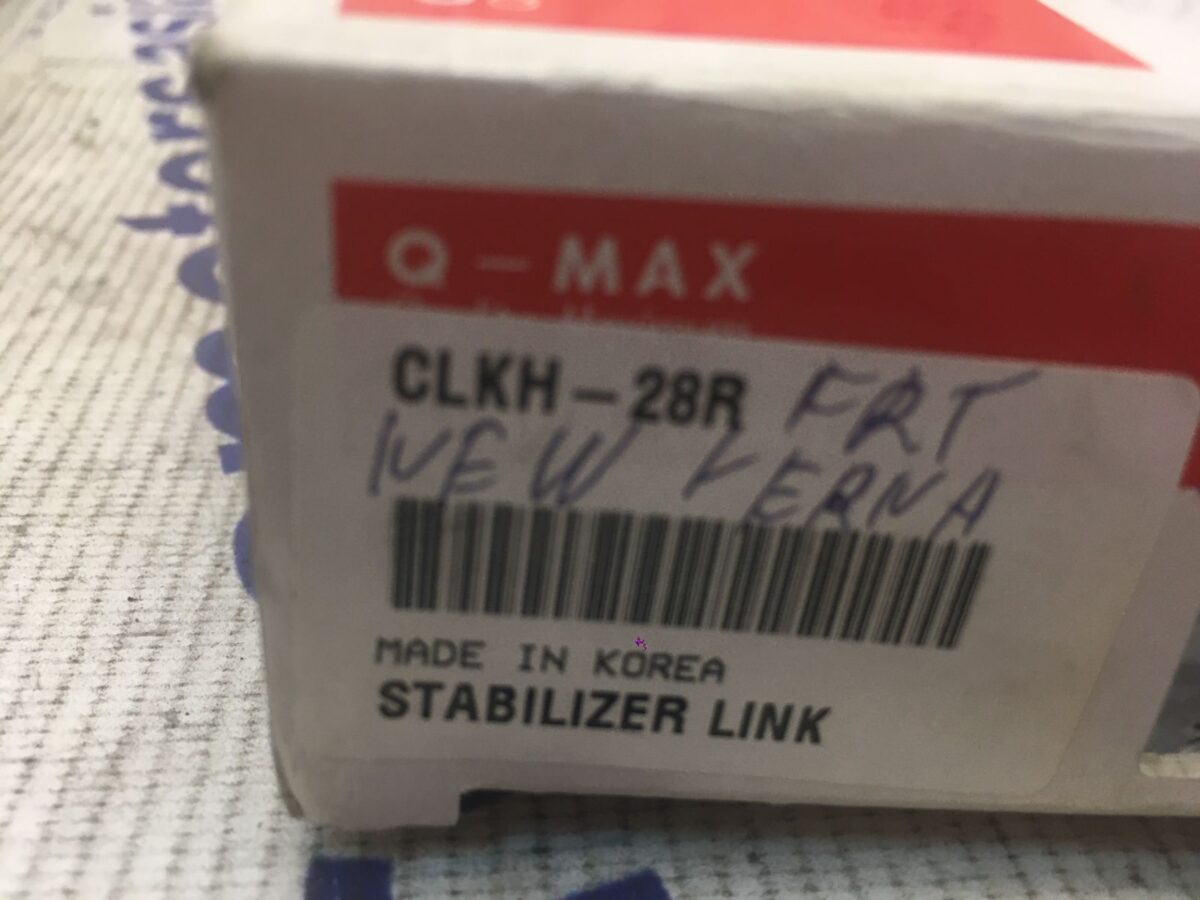 Q-MAX
CLKH-28R FRT
NEW VERNA
MADE IN KOREA
STABILIZER LINK